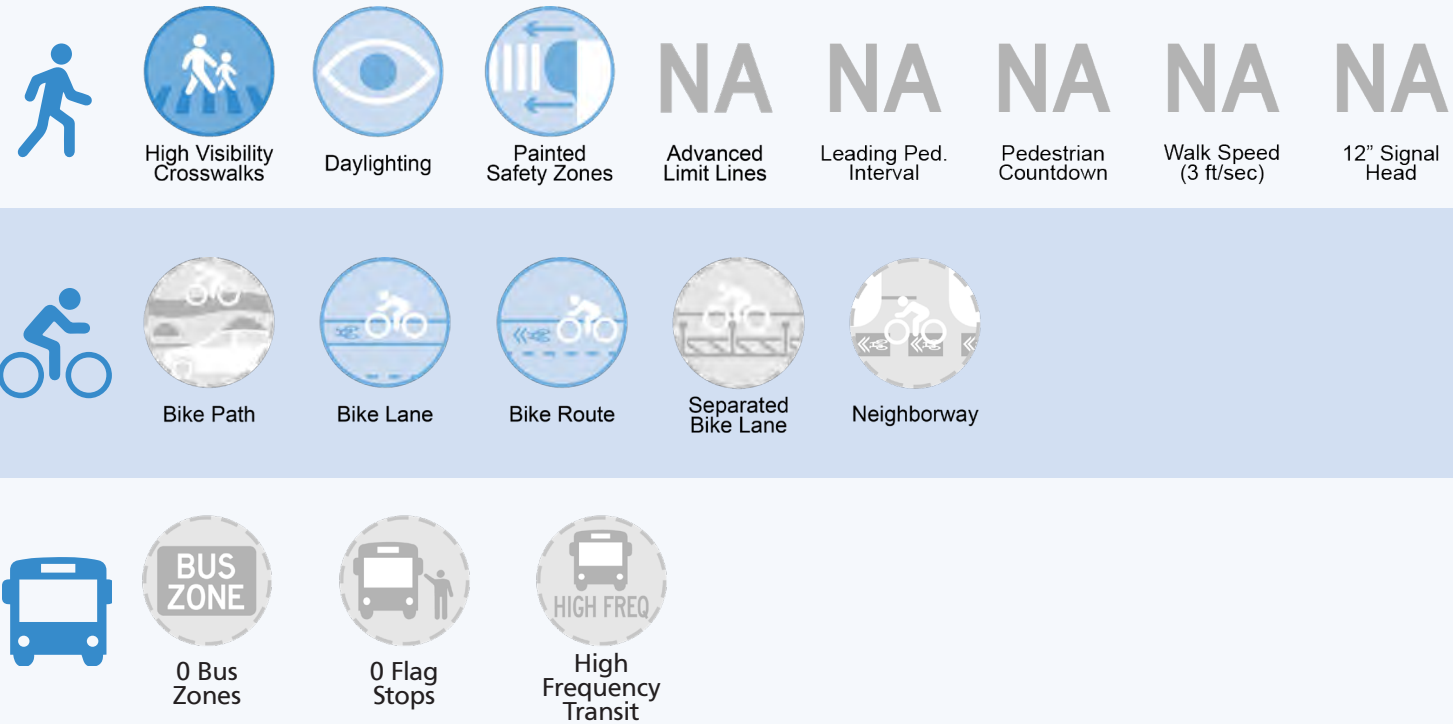 NA NA NA NA NA
High Visibility
Crosswalks
Daylighting
Painted
Safety Zones
Advanced
Limit Lines
Leading Ped.
Interval
Pedestrian
Countdown
Walk Speed
(3 ft/sec)
12” Signal
Head
Bike Path
Bike Lane
Bike Route
Separated
Bike Lane
Neighborway
BUS
ZONE
HIGH FREQ
0 Bus
Zones
0 Flag
Stops
High
Frequency
Transit